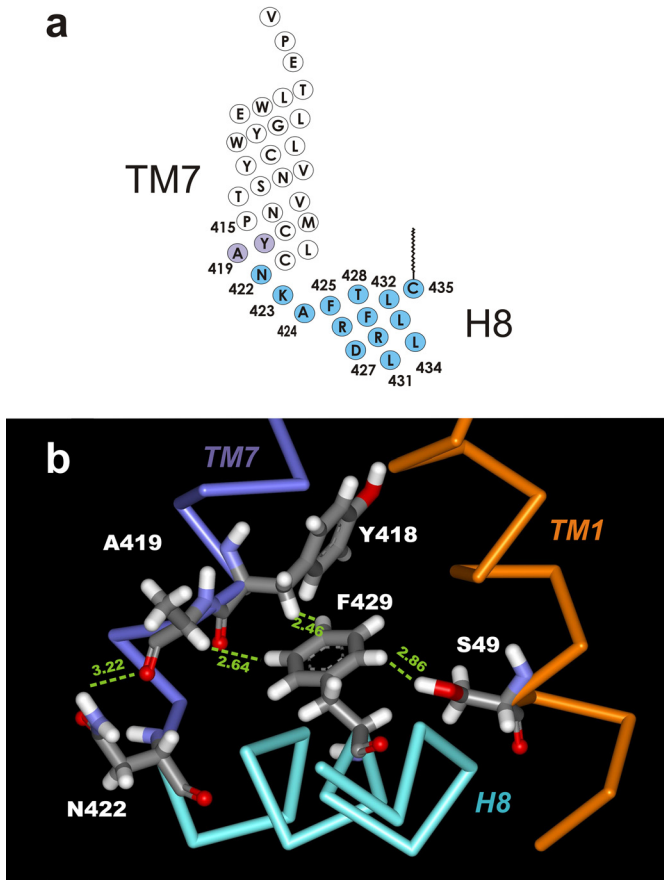 a
V
P
E
E W L T
W Y G L
Y C L
T S N V
TM7
415 P N V
C M
A Y C L
419
422 N
423 K
424 A
425 F
428 T
432 L
C 435
R F L
H8
D R L
427 L 434
431
b
TM7
A419
Y418
TM1
F429
2.46
S49
3.22
2.64
2.86
N422
H8